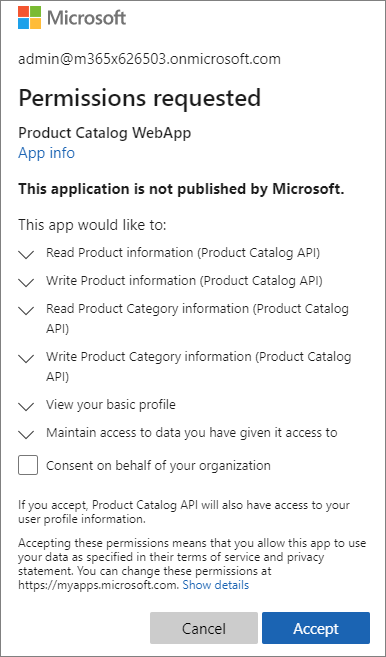 Microsoft
admin@m365x626503.onmicrosoft.com
Permissions requested
Product Catalog WebApp
App info
This application is not published by Microsoft.
This app would like to:
Read Product information (Product Catalog API)
Write Product information (Product Catalog API)
Read Product Category information (Product Catalog
API)
Write Product Category information (Product Catalog
API)
View your basic profile
Maintain access to data you have given it access to
Consent on behalf of your organization
If you accept, Product Catalog API will also have access to your
user profile information.
Accepting these permissions means that you allow this app to use
your data as specified in their terms of service and privacy
statement. You can change these permissions at
https://myapps.microsoft.com. Show details
Cancel Accept